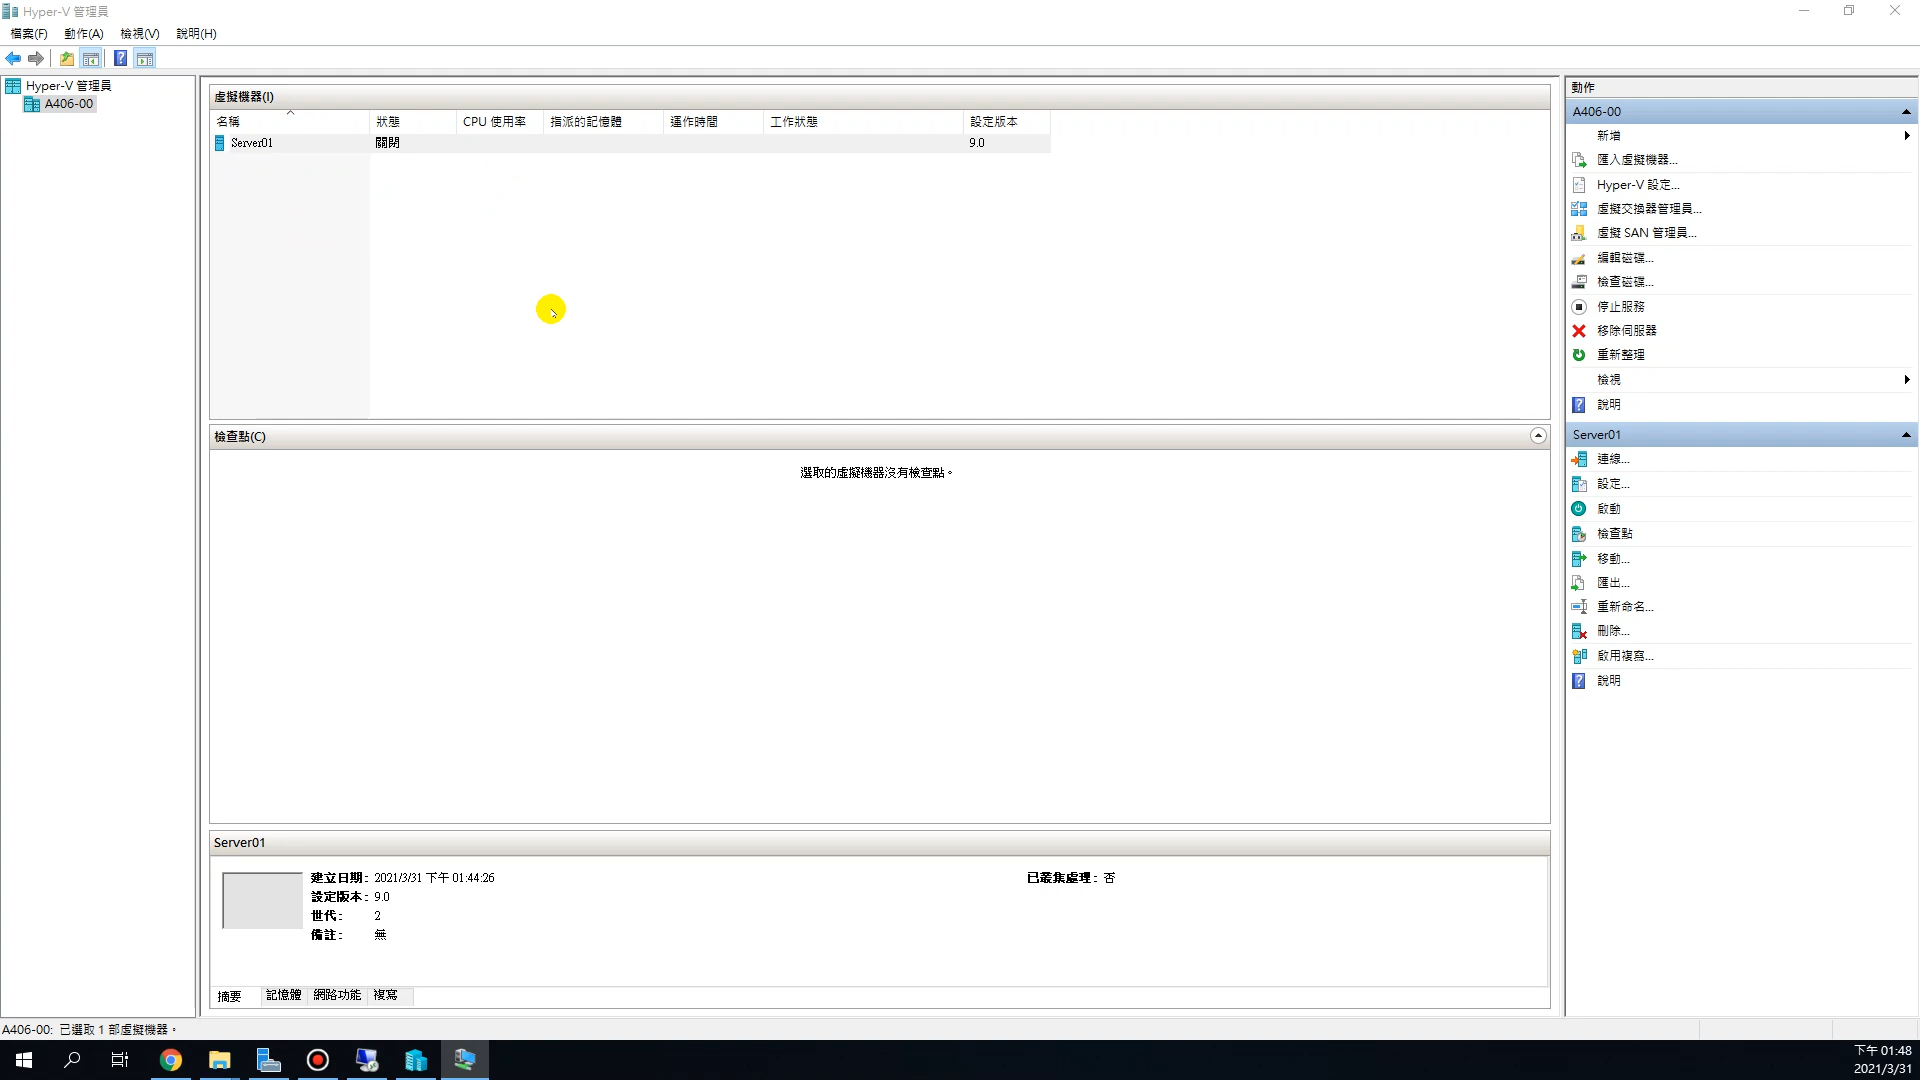 Hyper-V 管理員
檔案(F) 動作(A) 檢視(V) 說明(H)
Hyper-V 管理員
A406-00
虛擬機器(I)
名稱 狀態 CPU 使用率 指派的記憶體 運作時間 工作狀態 設定版本
Server01 關閉 9.0
檢查點(C)
選取的虛擬機器沒有檢查點。
Server01
建立日期: 2021/3/31 下午 01:44:26 已叢集處理: 否
設定版本: 9.0
世代: 2
備註: 無
摘要 記憶體 網路功能 複寫
動作
A406-00
新增
匯入虛擬機器...
Hyper-V 設定...
虛擬交換器管理員...
虛擬 SAN 管理員...
編輯磁碟...
檢查磁碟...
停止服務
移除伺服器
重新整理
檢視
說明
Server01
連線...
設定...
啟動
檢查點
移動...
匯出...
重新命名...
刪除...
啟用複寫...
說明
A406-00: 已選取 1 部虛擬機器。
下午 01:48
2021/3/31